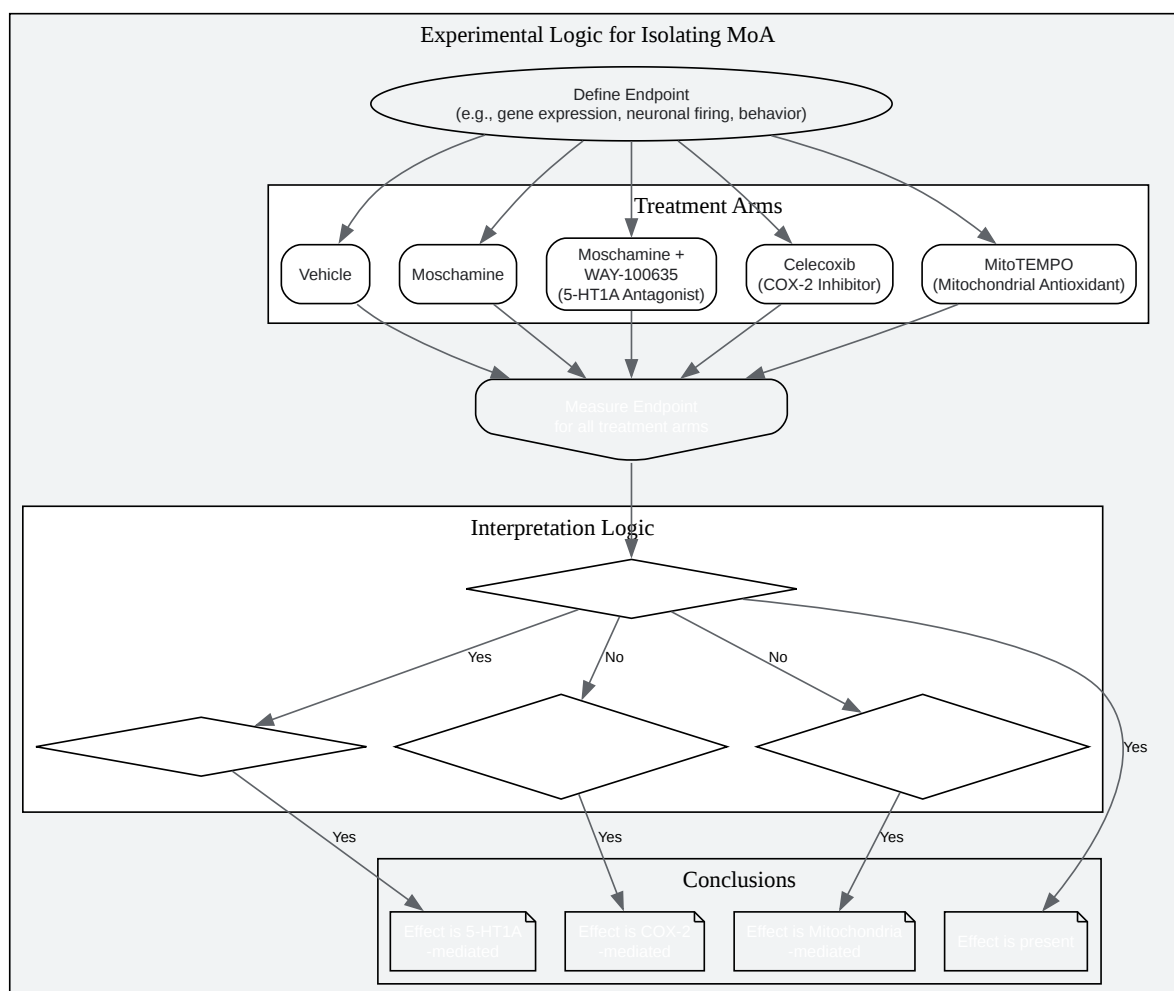 Experimental Logic for Isolating MoA
Define Endpoint
(e.g., gene expression, neuronal firing, behavior)
Treatment Arms
Vehicle
Moschamine
Moschamine +
WAY-100635
(5-HT1A Antagonist)
Celecoxib
(COX-2 Inhibitor)
MitoTEMPO
(Mitochondrial Antioxidant)
Measure Endpoint
for all treatment arms
Interpretation Logic
Yes
No
No
Yes
Yes
Yes
Yes
Conclusions
Effect is 5-HT1A
-mediated
Effect is COX-2
-mediated
Effect is Mitochondria
-mediated
Effect is present